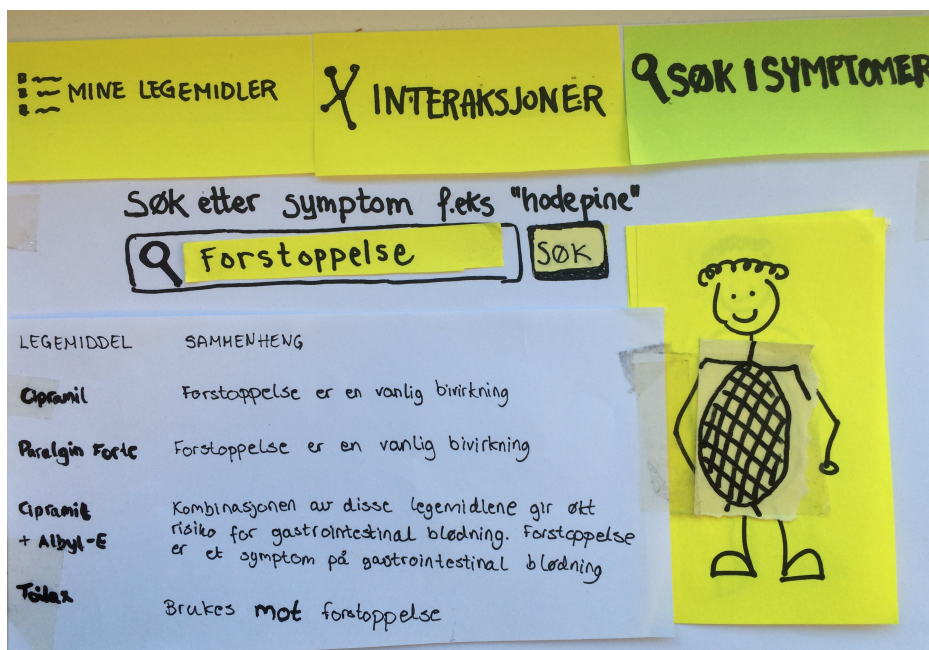 MINE LEGEMIDLER
INTERAKSJONER
SØK I SYMPTOMER
Søk etter symptom f.eks "hodepine"
Forstoppelse
SØK
LEGEMIDDEL SAMMENHENG
Cipramil Forstoppelse er en vanlig bivirkning
Paralgin Forte Forstoppelse er en vanlig bivirkning
Cipramil Kombinasjonen av disse legemidlene gir økt
+ Albyl-E risiko for gastrointestinal blødning. Forstoppelse
er et symptom på gastrointestinal blødning
Toilax Brukes mot forstoppelse